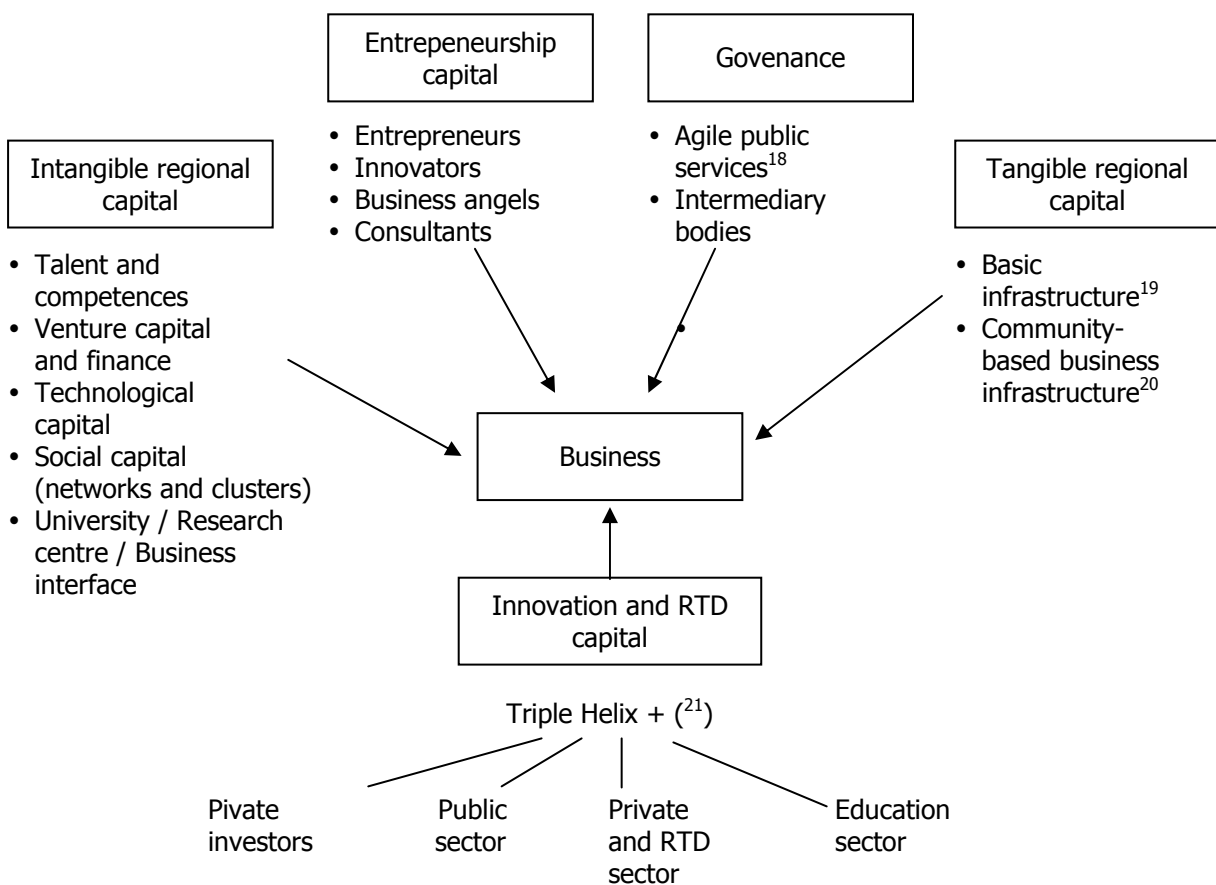 Entrepeneurship
capital
• Entrepreneurs
• Innovators
• Business angels
• Consultants
Govenance
• Agile public
services18
• Intermediary
bodies
•
Intangible regional
capital
• Talent and
competences
• Venture capital
and finance
• Technological
capital
• Social capital
(networks and clusters)
• University / Research
centre / Business
interface
Tangible regional
capital
• Basic
infrastructure19
• Community-
based business
infrastructure20
Business
Innovation and RTD
capital
Triple Helix + (21)
Pivate
investors
Public
sector
Private
and RTD
sector
Education
sector